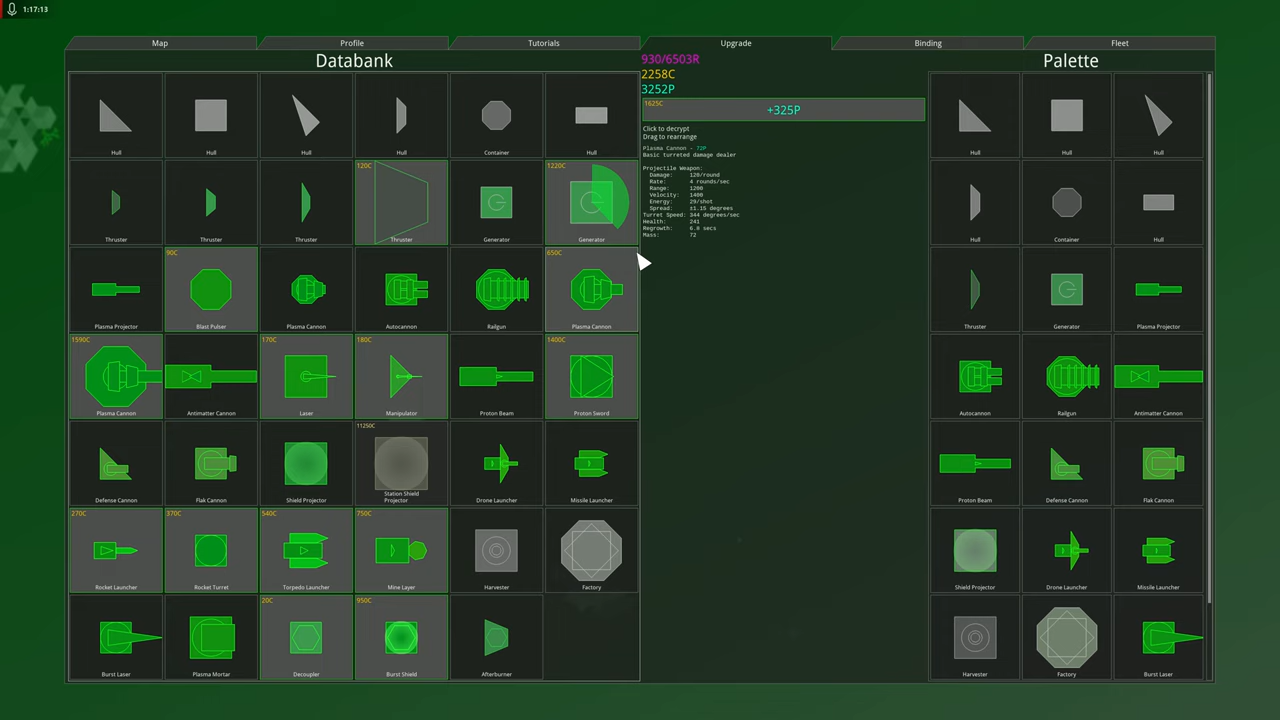 1:17:13
Map
Profile
Tutorials
Upgrade
Binding
Fleet
Databank
Hull
Hull
Hull
Hull
Container
Hull
120C
1220C
Thruster
Thruster
Thruster
Thruster
Generator
Generator
90C
650C
Plasma Projector
Blast Pulser
Plasma Cannon
Autocannon
Railgun
Plasma Cannon
1590C
170C
180C
1400C
Plasma Cannon
Antimatter Cannon
Laser
Manipulator
Proton Beam
Proton Sword
11250C
Defense Cannon
Flak Cannon
Shield Projector
Station Shield
Projector
Drone Launcher
Missile Launcher
270C
370C
540C
750C
Rocket Launcher
Rocket Turret
Torpedo Launcher
Mine Layer
Harvester
Factory
20C
950C
Burst Laser
Plasma Mortar
Decoupler
Burst Shield
Afterburner
930/6503R
2258C
3252P
1625C
+325P
Click to decrypt
Drag to rearrange
Plasma Cannon - 72P
Basic turreted damage dealer
Projectile Weapon:
Damage: 120/round
Rate: 4 rounds/sec
Range: 1200
Velocity: 1400
Energy: 29/shot
Spread: ±1.15 degrees
Turret Speed: 344 degrees/sec
Health: 241
Regrowth: 6.8 secs
Mass: 72
Palette
Hull
Hull
Hull
Hull
Container
Hull
Thruster
Generator
Plasma Projector
Autocannon
Railgun
Antimatter Cannon
Proton Beam
Defense Cannon
Flak Cannon
Shield Projector
Drone Launcher
Missile Launcher
Harvester
Factory
Burst Laser